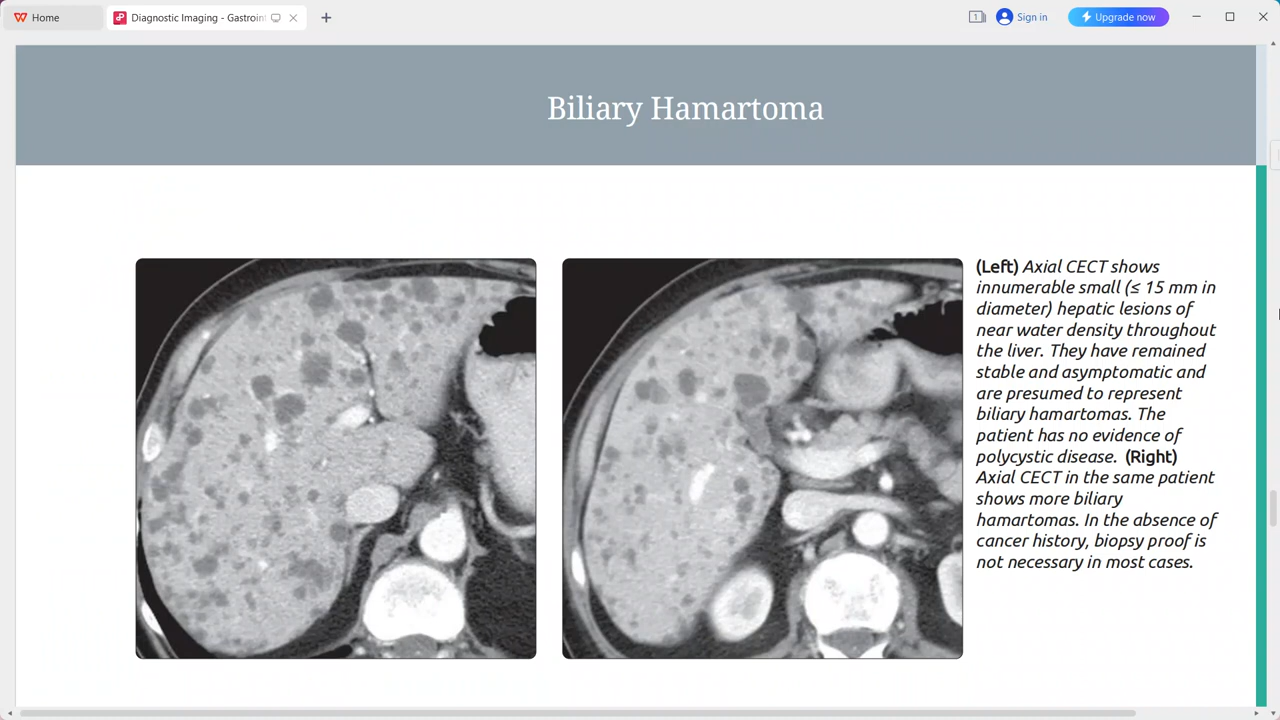 Home
Diagnostic Imaging - Gastroint
1
Sign in
Upgrade now
Biliary Hamartoma
(Left) Axial CECT shows
innumerable small (≤ 15 mm in
diameter) hepatic lesions of
near water density throughout
the liver. They have remained
stable and asymptomatic and
are presumed to represent
biliary hamartomas. The
patient has no evidence of
polycystic disease. (Right)
Axial CECT in the same patient
shows more biliary
hamartomas. In the absence of
cancer history, biopsy proof is
not necessary in most cases.